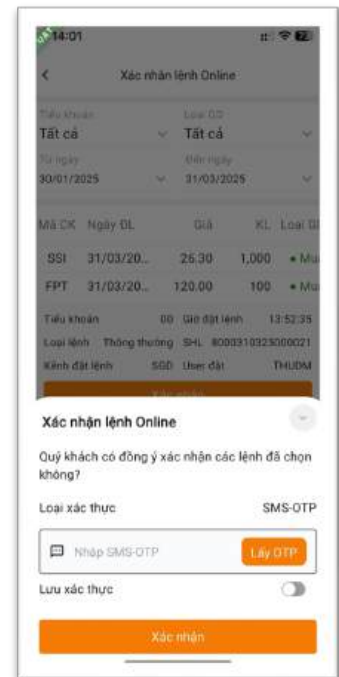 14:01
Xác nhận lệnh Online
Tiểu khoản Loại GD
Tất cả Tất cả
Từ ngày Đến ngày
30/01/2025 31/03/2025
Mã CK Ngày ĐL Giá KL Loại
SSI 31/03/20... 26.30 1,000
FPT 31/03/20... 120.00 100
Tiểu khoản 00 Giờ đặt lệnh 13:52:35
Loại lệnh Thông thường SHL 8000310325000021
Kênh đặt lệnh SGD User đặt THUDM
Xác nhận
Xác nhận lệnh Online
Quý khách có đồng ý xác nhận các lệnh đã chọn
không?
Loại xác thực SMS-OTP
Nhập SMS-OTP Lấy OTP
Lưu xác thực
Xác nhận